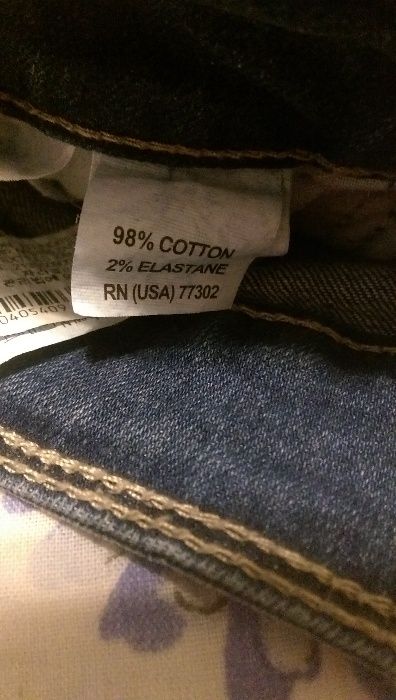 98% COTTON
2% ELASTANE
RN (USA) 77302